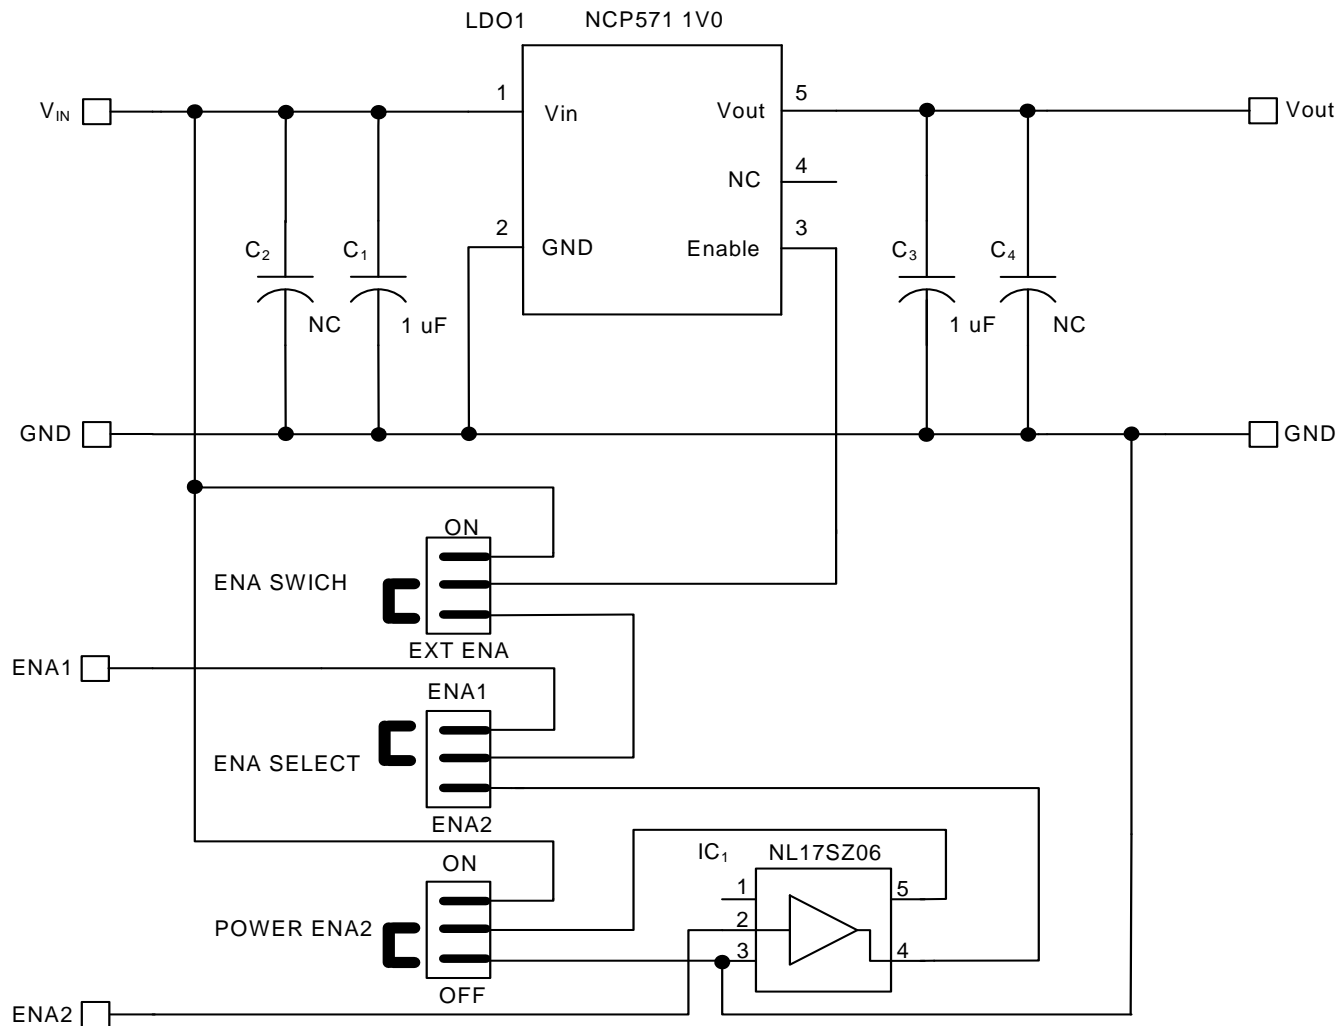 LDO1 NCP571 1V0
VIN
1
Vin
Vout
5
Vout
NC
4
2
GND
Enable
3
C2
NC
C1
1 uF
C3
1 uF
C4
NC
GND
GND
ON
ENA SWICH
EXT ENA
ENA1
ENA1
ENA SELECT
ENA2
ON
POWER ENA2
OFF
IC1 NL17SZ06
1
5
2
3
4
ENA2